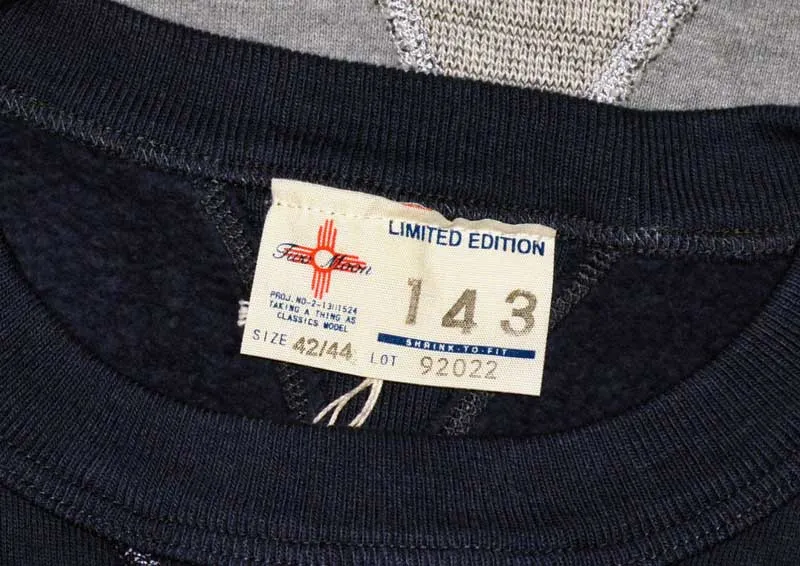 LIMITED EDITION
Two Moon
143
PROJ. NO-2-1311524
TAKING A THING AS
CLASSICS MODEL
SHRINK-TO-FIT
SIZE 42/44 LOT 92022